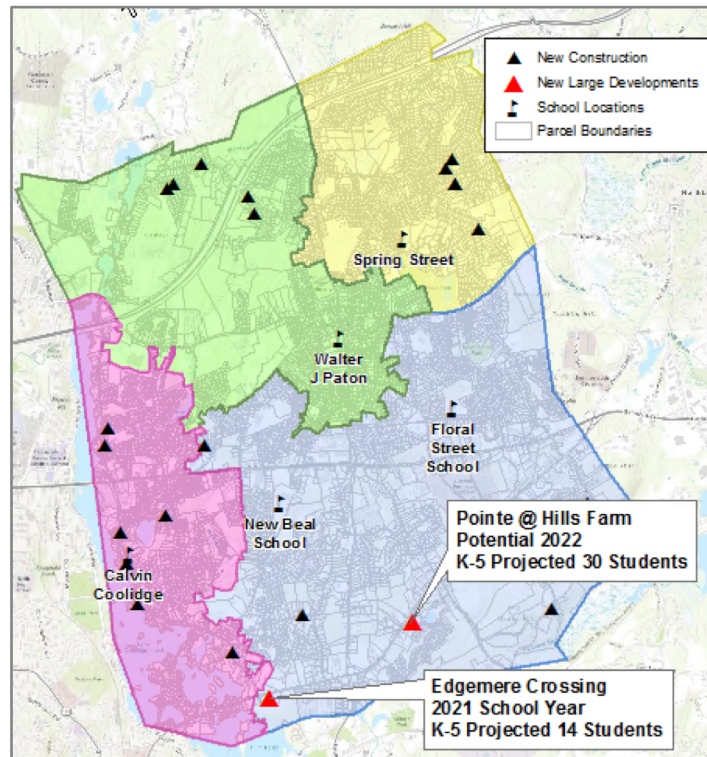 New Construction
New Large Developments
School Locations
Parcel Boundaries
Spring Street
Walter
J Paton
Floral
Street
School
New Beal
School
Calvin
Coolidge
Pointe @ Hills Farm
Potential 2022
K-5 Projected 30 Students
Edgemere Crossing
2021 School Year
K-5 Projected 14 Students